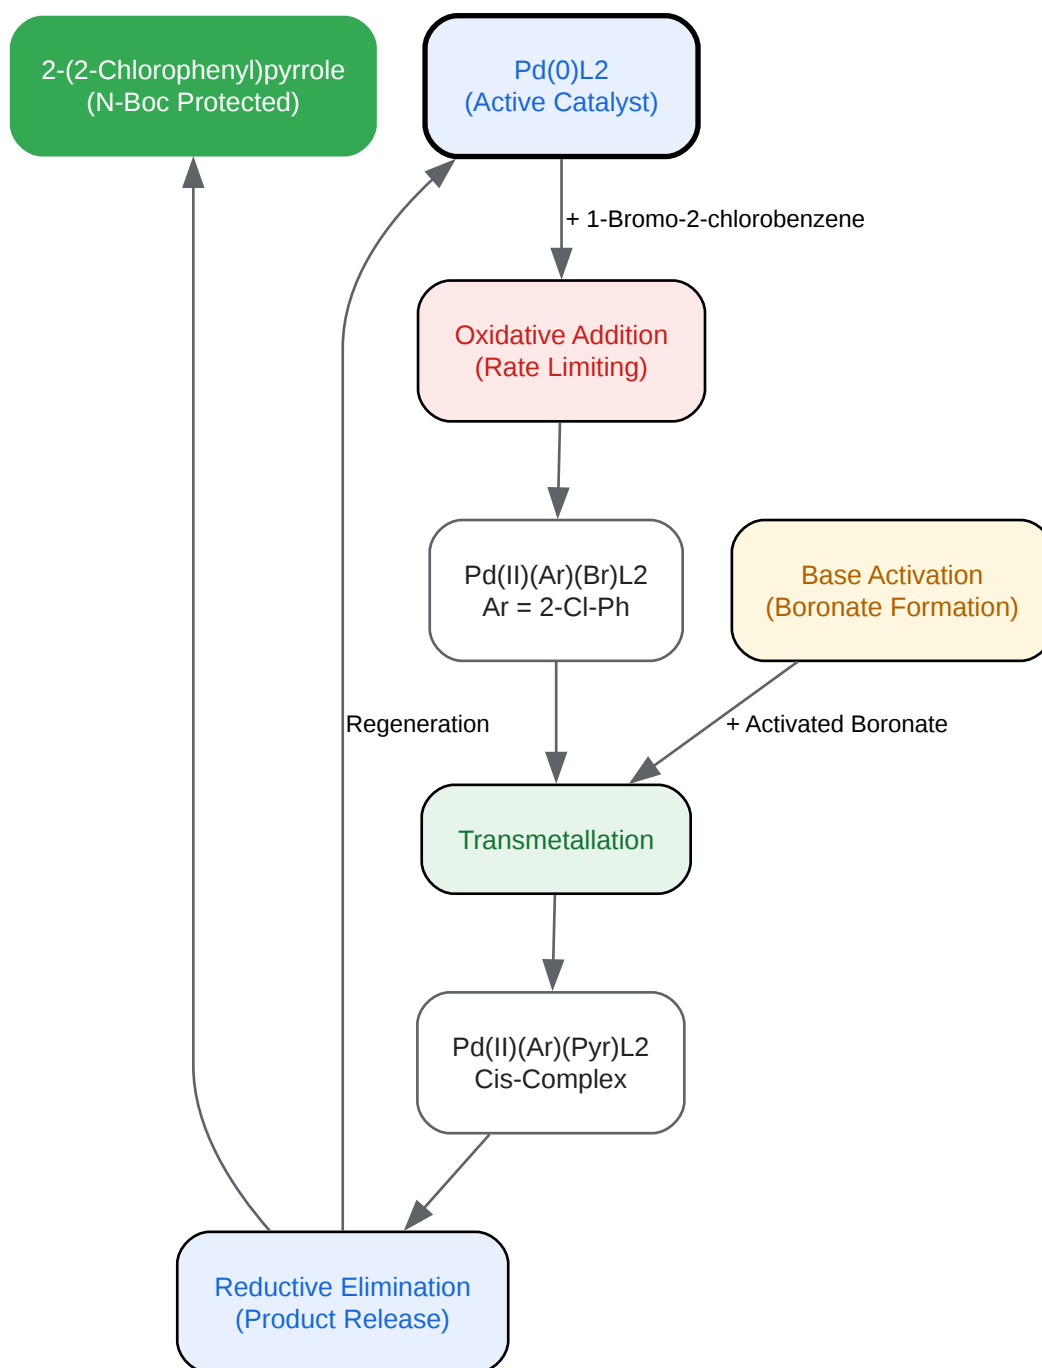 2-(2-Chlorophenyl)pyrrole
(N-Boc Protected)
Pd(0)L2
(Active Catalyst)
+ 1-Bromo-2-chlorobenzene
Oxidative Addition
(Rate Limiting)
Pd(II)(Ar)(Br)L2
Ar = 2-Cl-Ph
Base Activation
(Boronate Formation)
Regeneration
+ Activated Boronate
Transmetallation
Pd(II)(Ar)(Pyr)L2
Cis-Complex
Reductive Elimination
(Product Release)